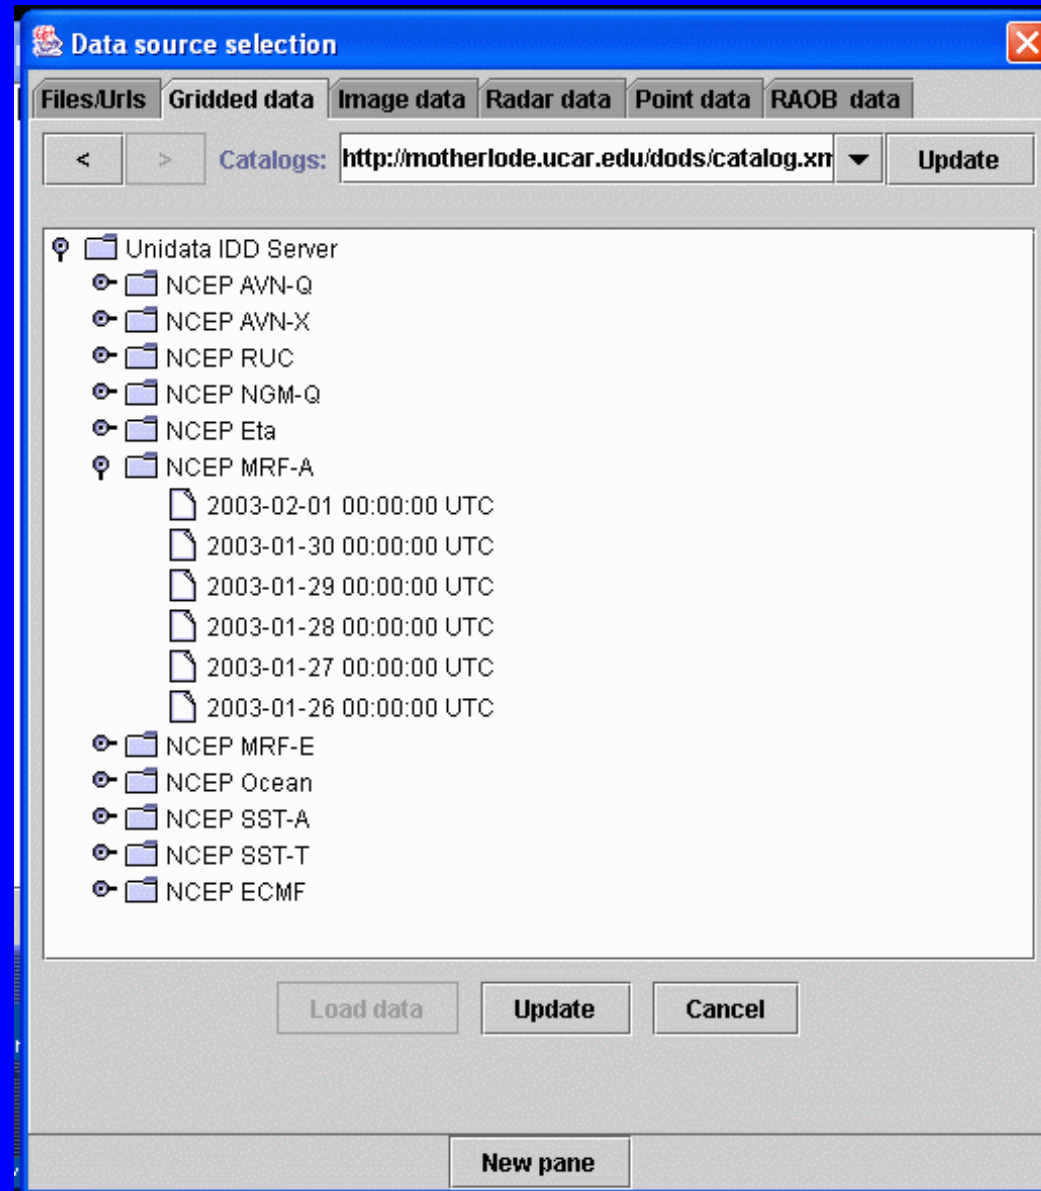 Data source selection
Files/Urls Gridded data Image data Radar data Point data RAOB data
< > Catalogs: http://motherlode.ucar.edu/dods/catalog.xm Update
Unidata IDD Server
NCEP AVN-Q
NCEP AVN-X
NCEP RUC
NCEP NGM-Q
NCEP Eta
NCEP MRF-A
2003-02-01 00:00:00 UTC
2003-01-30 00:00:00 UTC
2003-01-29 00:00:00 UTC
2003-01-28 00:00:00 UTC
2003-01-27 00:00:00 UTC
2003-01-26 00:00:00 UTC
NCEP MRF-E
NCEP Ocean
NCEP SST-A
NCEP SST-T
NCEP ECMF
Load data Update Cancel
New pane